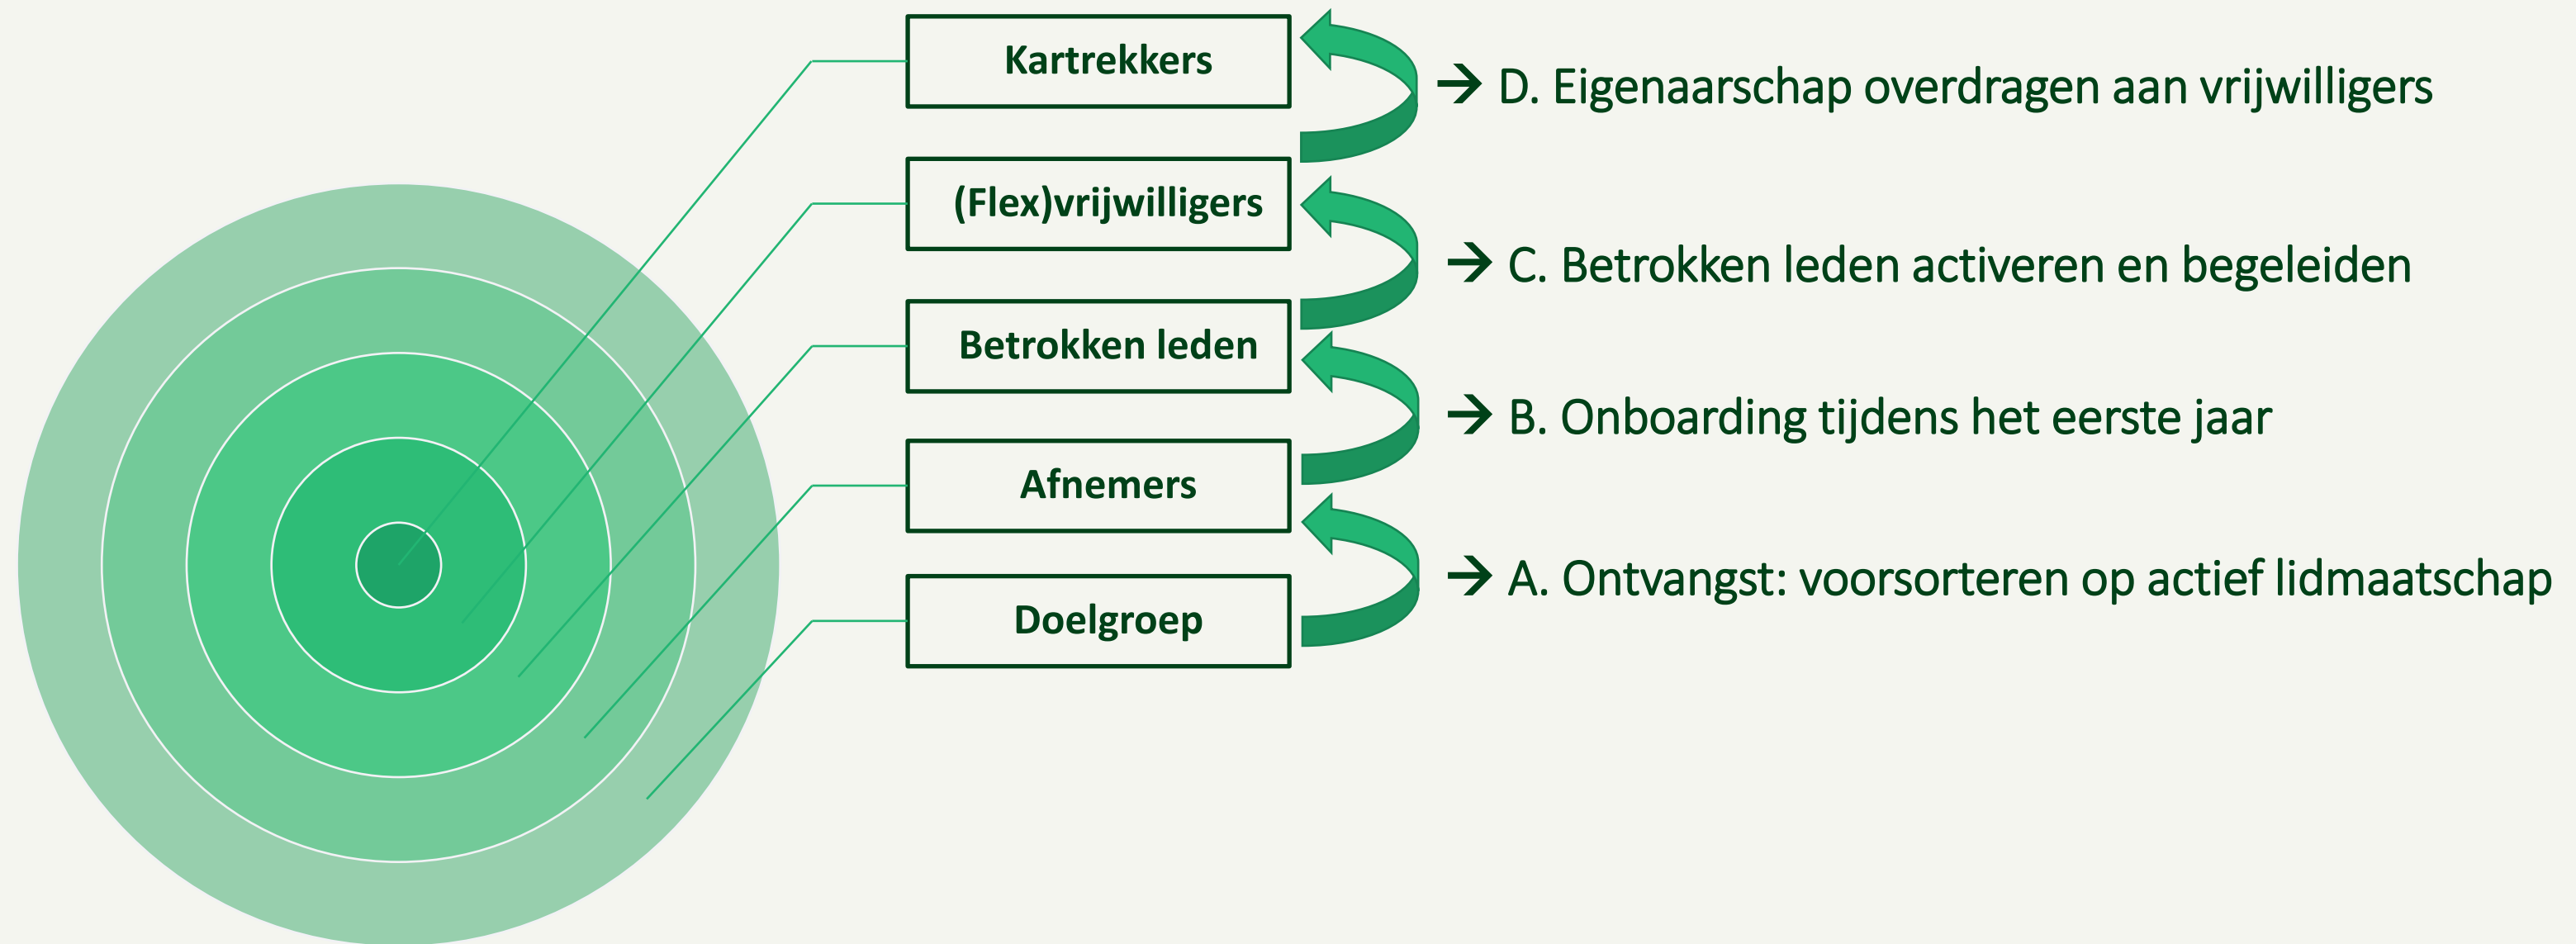 Kartrekkers
→ D. Eigenaarschap overdragen aan vrijwilligers
(Flex)vrijwilligers
→ C. Betrokken leden activeren en begeleiden
Betrokken leden
→ B. Onboarding tijdens het eerste jaar
Afnemers
→ A. Ontvangst: voorsorteren op actief lidmaatschap
Doelgroep